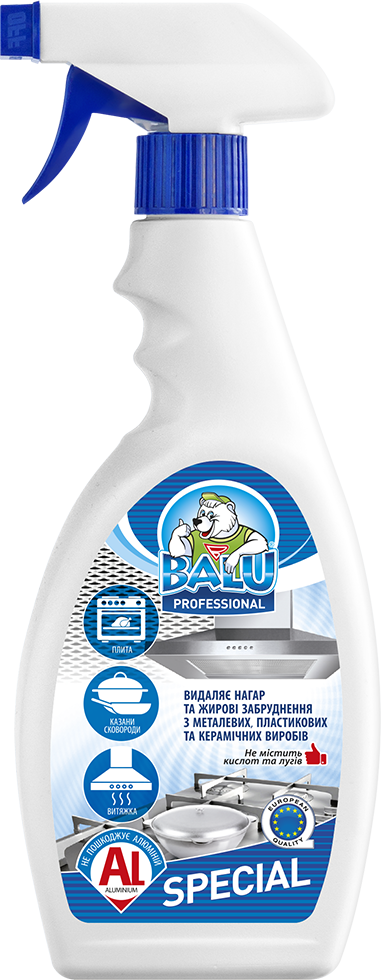 OFF
BALU
PROFESSIONAL
ПЛИТА
КАЗАНИ
СКОВОРОДИ
ВИТЯЖКА
ВИДАЛЯЄ НАГАР
ТА ЖИРОВІ ЗАБРУДНЕННЯ
З МЕТАЛЕВИХ, ПЛАСТИКОВИХ
ТА КЕРАМІЧНИХ ВИРОБІВ
Не містить
кислот та лугів
EUROPEAN
QUALITY
НЕ ПОШКОДЖУЄ АЛЮМІНІЙ
AL
ALUMINIUM
SPECIAL